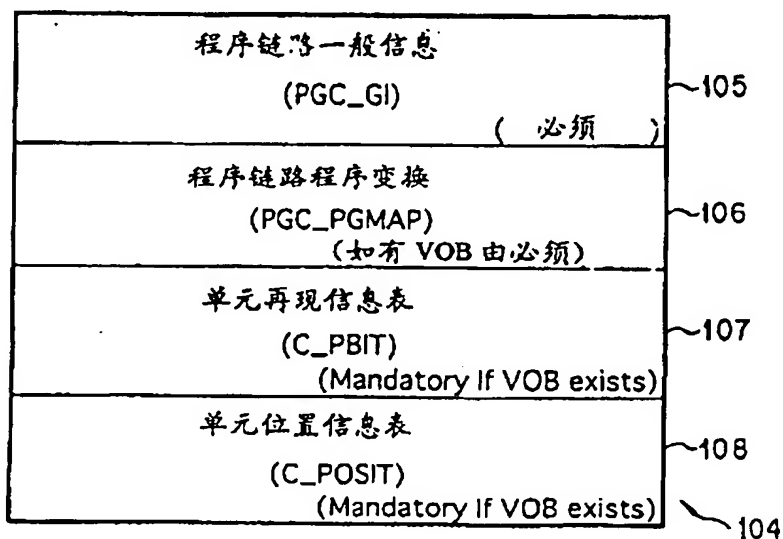 程序链路一般信息
(PGC_GI)
( 必须 )
105
程序链路程序变换
(PGC_PGMAP)
(如有 VOB 由必须)
106
单元再现信息表
(C_PBIT)
(Mandatory If VOB exists)
107
单元位置信息表
(C_POSIT)
(Mandatory If VOB exists)
108
104